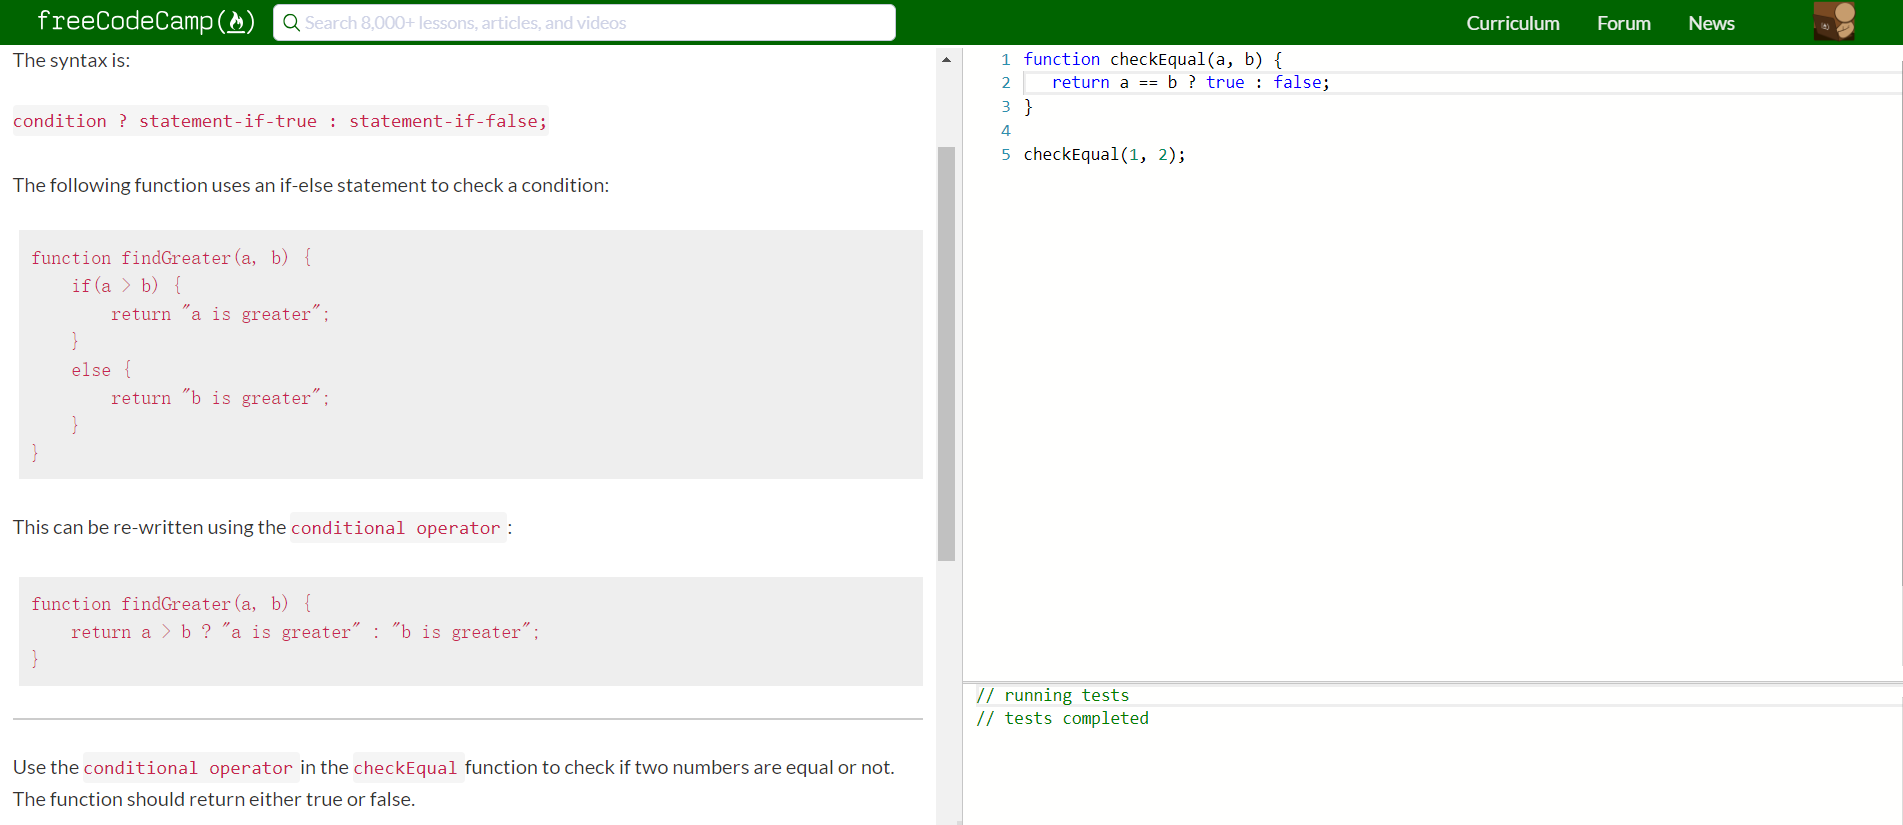 freeCodeCamp(🔥)
Search 8,000+ lessons, articles, and videos
Curriculum
Forum
News
The syntax is:
condition ? statement-if-true : statement-if-false;
The following function uses an if-else statement to check a condition:
function findGreater(a, b) {
    if(a > b) {
        return "a is greater";
    }
    else {
        return "b is greater";
    }
}
This can be re-written using the conditional operator :
function findGreater(a, b) {
    return a > b ? "a is greater" : "b is greater";
}
Use the conditional operator in the checkEqual function to check if two numbers are equal or not.
The function should return either true or false.
1 function checkEqual(a, b) {
2    return a == b ? true : false;
3 }
4
5 checkEqual(1, 2);
// running tests
// tests completed